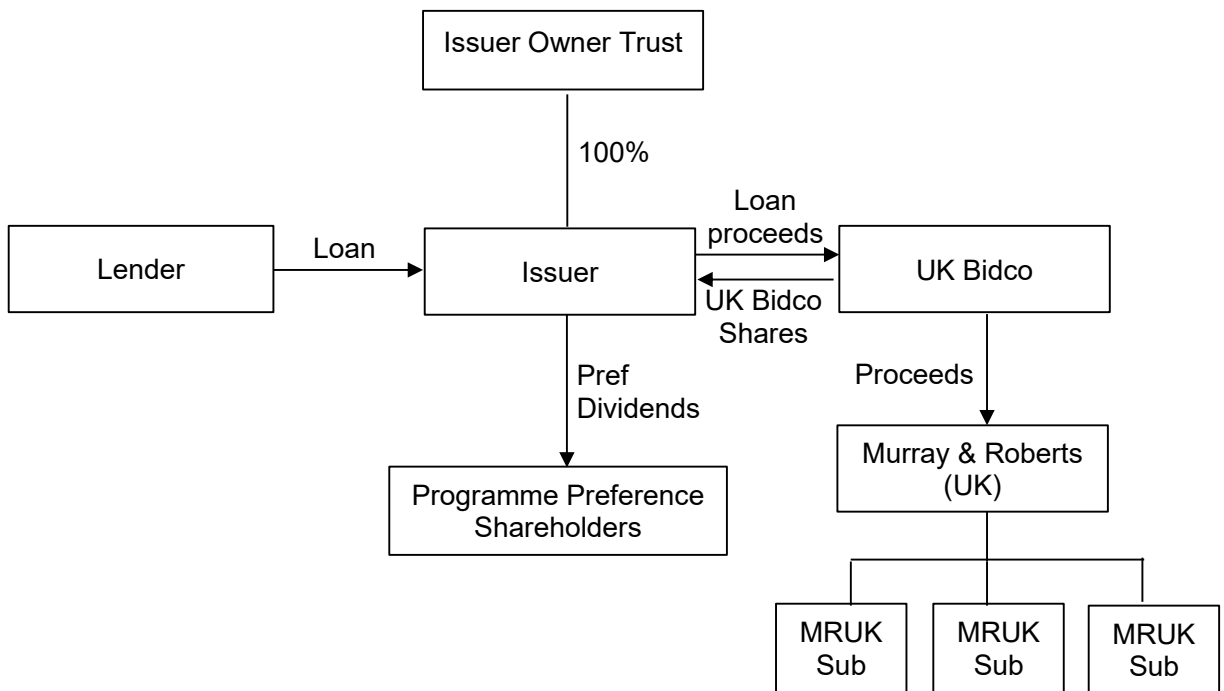 Issuer Owner Trust
100%
Loan
proceeds
Lender
Loan
Issuer
UK Bidco
UK Bidco
Shares
Pref
Dividends
Proceeds
Programme Preference
Shareholders
Murray & Roberts
(UK)
MRUK
Sub
MRUK
Sub
MRUK
Sub